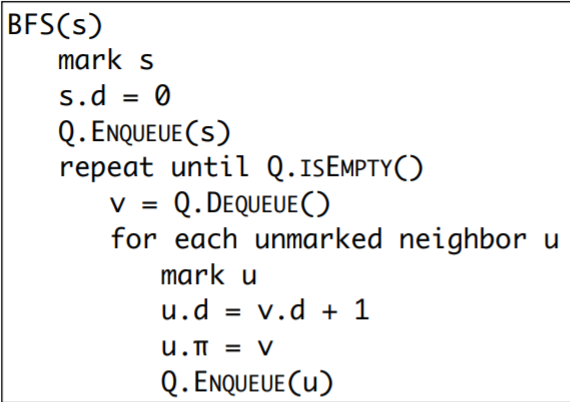 BFS(s)
mark s
s.d = 0
Q.ENQUEUE(s)
repeat until Q.ISEMPTY()
v = Q.DEQUEUE()
for each unmarked neighbor u
mark u
u.d = v.d + 1
u.π = v
Q.ENQUEUE(u)